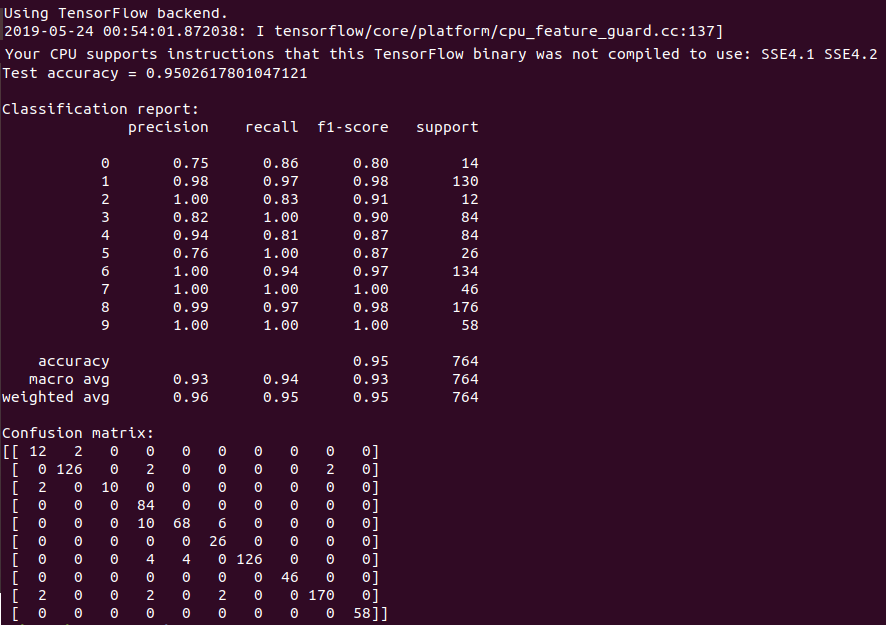 Using TensorFlow backend.
2019-05-24 00:54:01.872038: I tensorflow/core/platform/cpu_feature_guard.cc:137]
Your CPU supports instructions that this TensorFlow binary was not compiled to use: SSE4.1 SSE4.2
Test accuracy = 0.9502617801047121
Classification report:
precision recall f1-score support
0 0.75 0.86 0.80 14
1 0.98 0.97 0.98 130
2 1.00 0.83 0.91 12
3 0.82 1.00 0.90 84
4 0.94 0.81 0.87 84
5 0.76 1.00 0.87 26
6 1.00 0.94 0.97 134
7 1.00 1.00 1.00 46
8 0.99 0.97 0.98 176
9 1.00 1.00 1.00 58
accuracy 0.95 764
macro avg 0.93 0.94 0.93 764
weighted avg 0.96 0.95 0.95 764
Confusion matrix:
[[ 12 2 0 0 0 0 0 0 0 0]
[ 0 126 0 2 0 0 0 0 2 0]
[ 2 0 10 0 0 0 0 0 0 0]
[ 0 0 0 84 0 0 0 0 0 0]
[ 0 0 0 10 68 6 0 0 0 0]
[ 0 0 0 0 0 26 0 0 0 0]
[ 0 0 0 4 4 0 126 0 0 0]
[ 0 0 0 0 0 0 0 46 0 0]
[ 2 0 0 2 0 2 0 0 170 0]
[ 0 0 0 0 0 0 0 0 0 58]]